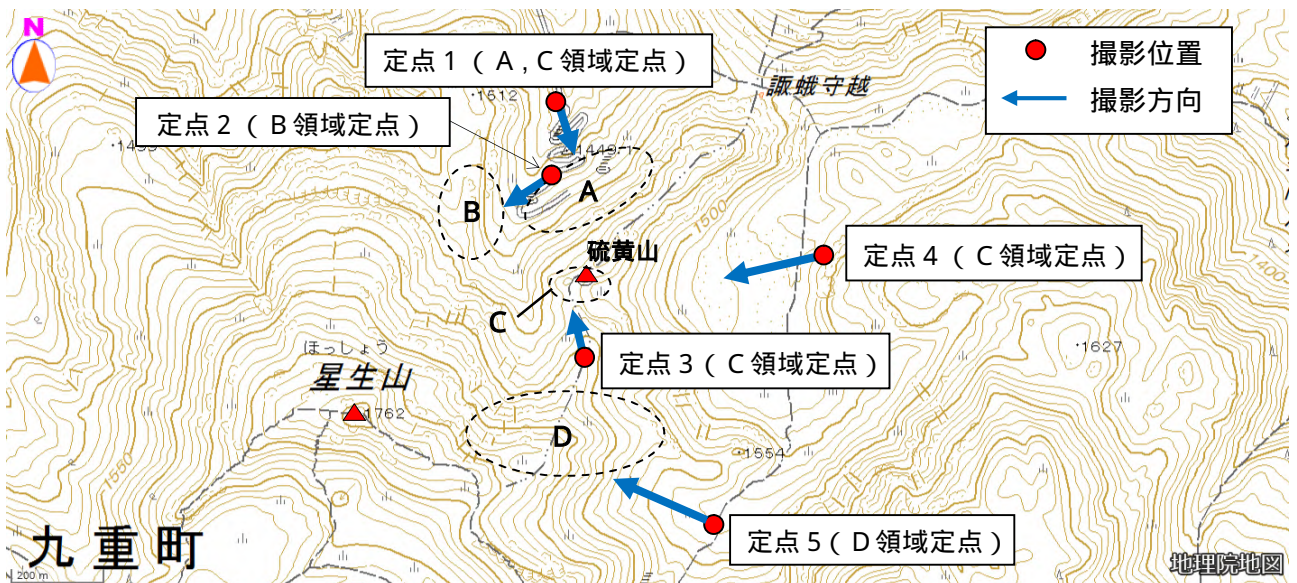 N
定点1（A,C領域定点）
撮影位置
撮影方向
諏蛾守越
・1512
定点2（B領域定点）
1449.1
A
B
1500
硫黄山
定点4（C領域定点）
1400
C
ほっしょう
星生山
1762
定点3（C領域定点）
・1627
D
・1554
1550
定点5（D領域定点）
九重町
200 m
地理院地図